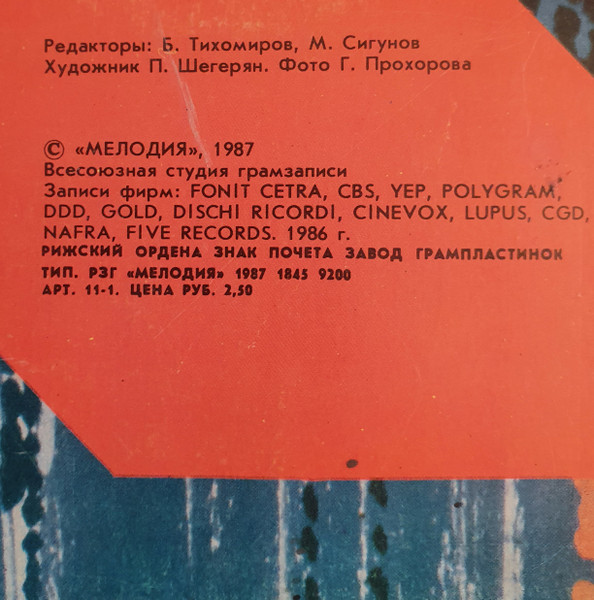 Редакторы: Б. Тихомиров, М. Сигунов
Художник П. Шегерян. Фото Г. Прохорова
© «МЕЛОДИЯ», 1987
Всесоюзная студия грамзаписи
Записи фирм: FONIT CETRA, CBS, YEP, POLYGRAM,
DDD, GOLD, DISCHI RICORDI, CINEVOX, LUPUS, CGD,
NAFRA, FIVE RECORDS. 1986 г.
РИЖСКИЙ ОРДЕНА ЗНАК ПОЧЕТА ЗАВОД ГРАМПЛАСТИНОК
ТИП. РЗГ «МЕЛОДИЯ» 1987 1845 9200
АРТ. 11-1. ЦЕНА РУБ. 2,50